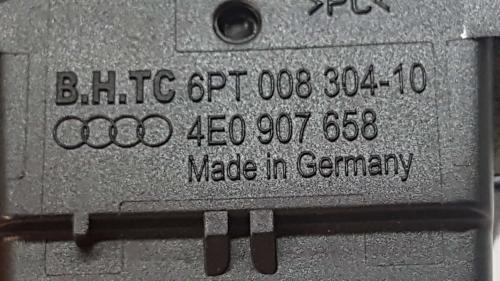 >PC<
B.H.TC 6PT 008 304-10
4E0 907 658
Made in Germany